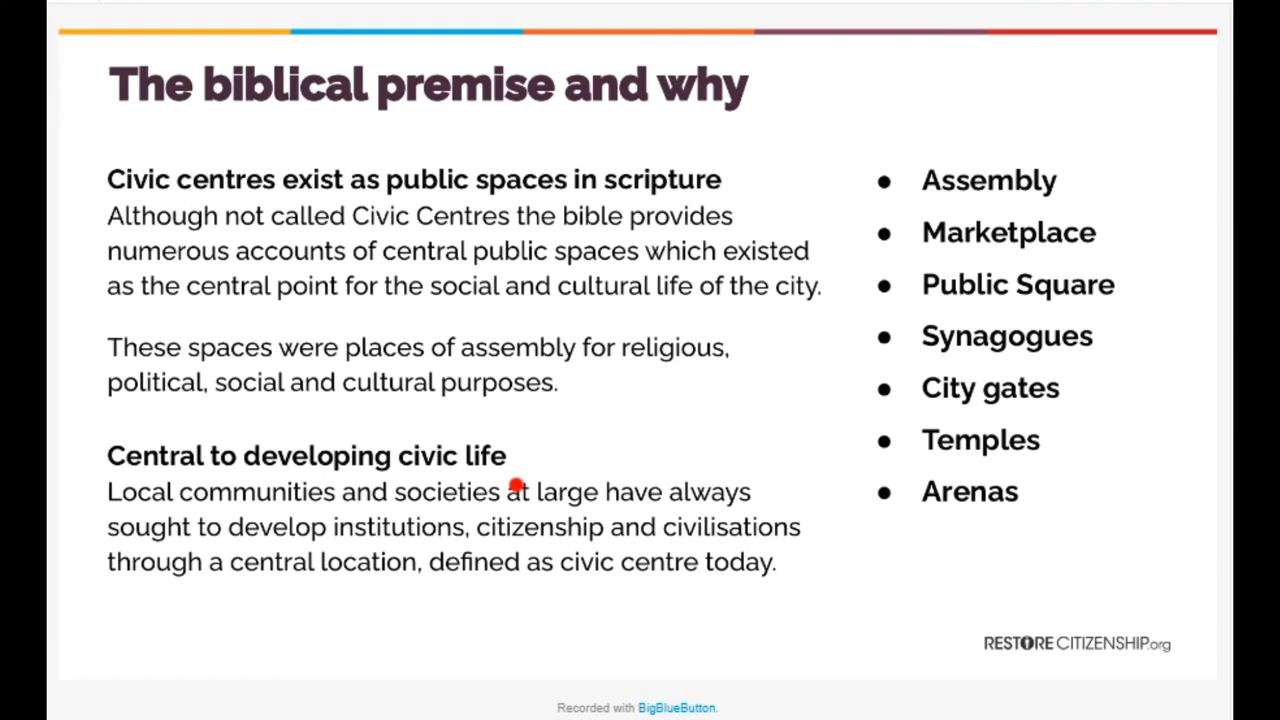 The biblical premise and why
Civic centres exist as public spaces in scripture
Although not called Civic Centres the bible provides
numerous accounts of central public spaces which existed
as the central point for the social and cultural life of the city.
These spaces were places of assembly for religious,
political, social and cultural purposes.
Central to developing civic life
Local communities and societies at large have always
sought to develop institutions, citizenship and civilisations
through a central location, defined as civic centre today.
● Assembly
● Marketplace
● Public Square
● Synagogues
● City gates
● Temples
● Arenas
RESTORE CITIZENSHIP.org
Recorded with BigBlueButton.